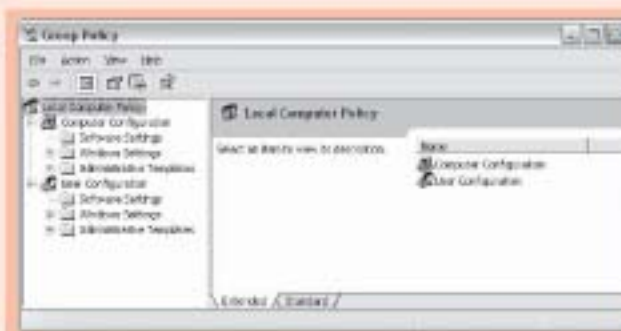 Group Policy
File Action View Help
Local Computer Policy
Computer Configuration
Software Settings
Windows Settings
Administrative Templates
User Configuration
Software Settings
Windows Settings
Administrative Templates
Local Computer Policy
Select an item to view its description.
Name
Computer Configuration
User Configuration
Extended Standard